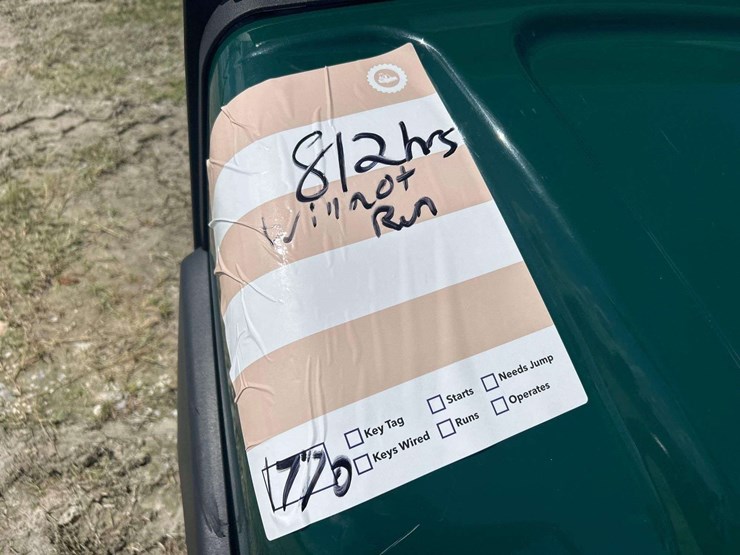 812hrs
Will not
Run
Key Tag
Starts
Needs Jump
Keys Wired
Runs
Operates
770